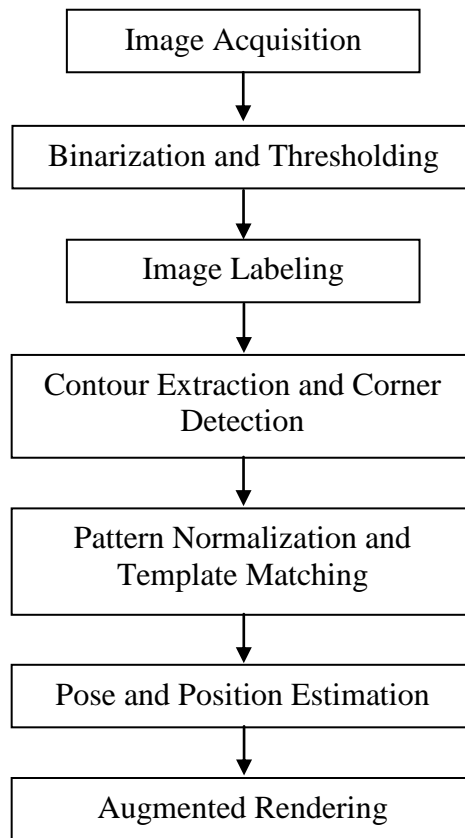 Image Acquisition
Binarization and Thresholding
Image Labeling
Contour Extraction and Corner
Detection
Pattern Normalization and
Template Matching
Pose and Position Estimation
Augmented Rendering